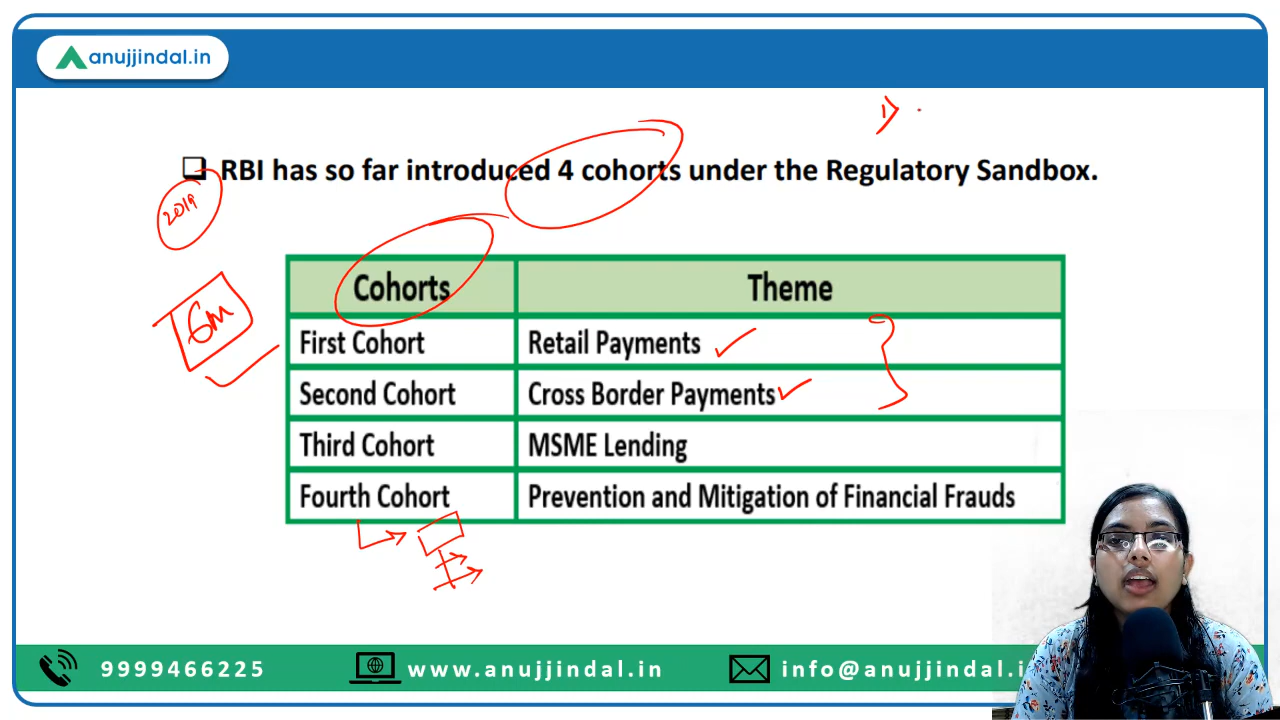 anujjindal.in
1)
❑ RBI has so far introduced 4 cohorts under the Regulatory Sandbox.
2019
6m
Cohorts Theme
First Cohort Retail Payments
Second Cohort Cross Border Payments
Third Cohort MSME Lending
Fourth Cohort Prevention and Mitigation of Financial Frauds
9999466225 www.anujjindal.in info@anujjindal.i